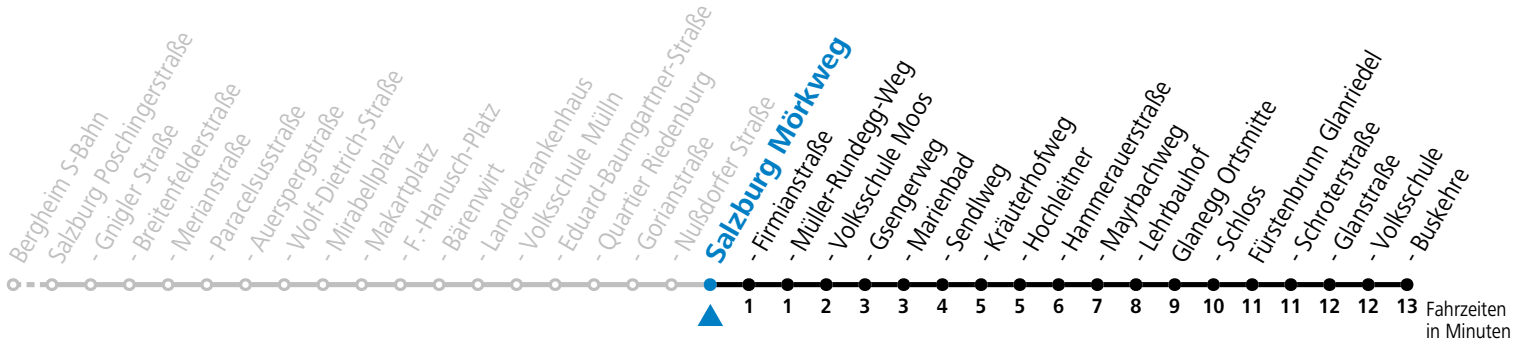 Bergheim S-Bahn
Salzburg Poschingerstraße
- Gnigler Straße
- Breitenfelderstraße
- Merianstraße
- Paracelsusstraße
- Auerspergstraße
- Wolf-Dietrich-Straße
- Mirabellplatz
- Makartplatz
- F.-Hanusch-Platz
- Bärenwirt
- Landeskrankenhaus
- Volksschule Mülln
- Eduard-Baumgartner-Straße
- Quartier Riedenburg
- Gorianstraße
- Nußdorfer Straße
Salzburg Mörkweg
- Firmianstraße
- Müller-Rundegg-Weg
- Volksschule Moos
- Gsengerweg
- Marienbad
- Sendlweg
- Kräuterhofweg
- Hochleitner
- Hammerauerstraße
- Mayrbachweg
- Lehrbauhof
Glanegg Ortsmitte
- Schloss
Fürstenbrunn Glanriedel
- Schroterstraße
- Glanstraße
- Volksschule
- Buskehre
1 1 2 3 3 4 5 5 6 7 8 9 10 11 11 12 12 13
Fahrzeiten
in Minuten